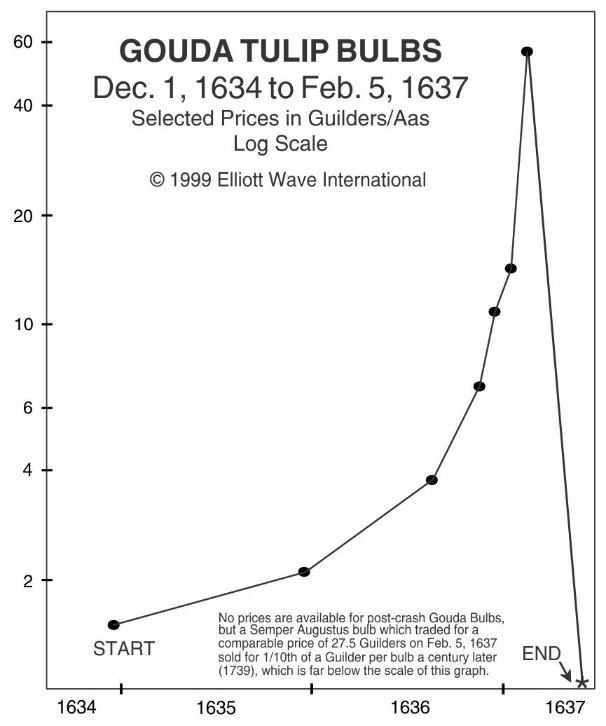 GOUDA TULIP BULBS
Dec. 1, 1634 to Feb. 5, 1637
Selected Prices in Guilders/Aas
Log Scale
© 1999 Elliott Wave International
60
40
20
10
6
4
2
START
No prices are available for post-crash Gouda Bulbs,
but a Semper Augustus bulb which traded for a
comparable price of 27.5 Guilders on Feb. 5, 1637
sold for 1/10th of a Guilder per bulb a century later
(1739), which is far below the scale of this graph.
END
1634 1635 1636 1637